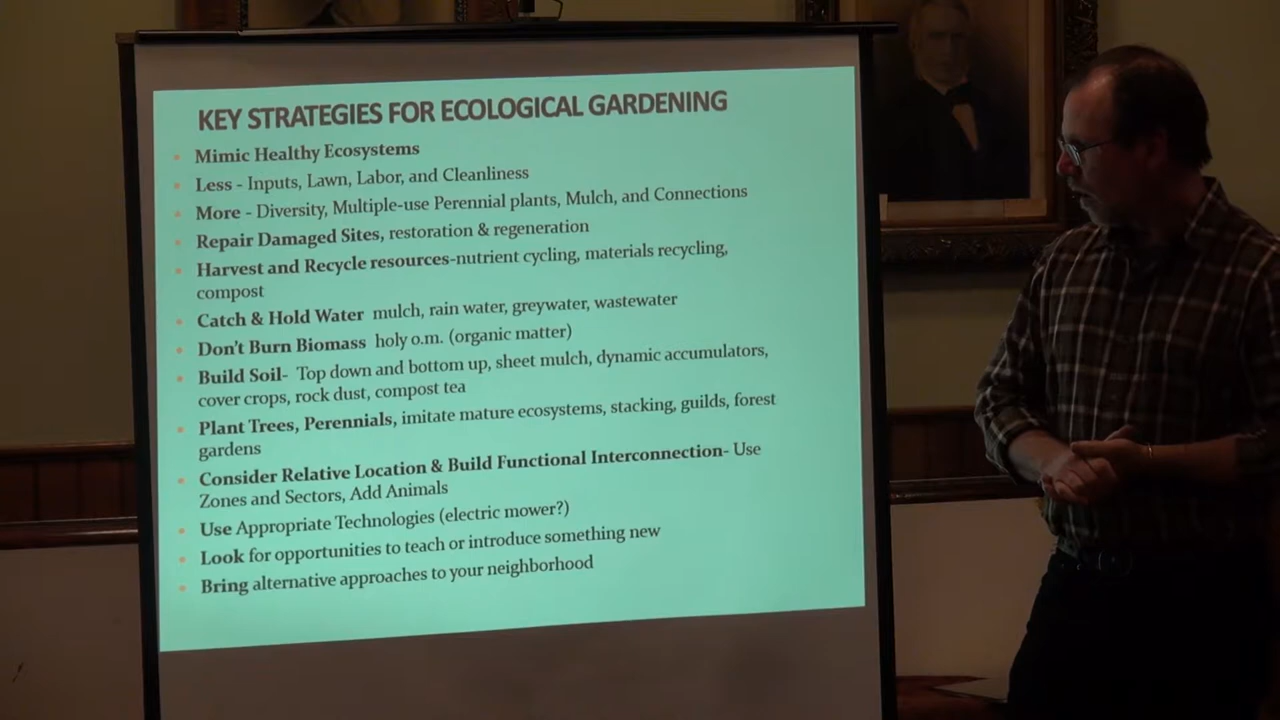 KEY STRATEGIES FOR ECOLOGICAL GARDENING
• Mimic Healthy Ecosystems
• Less - Inputs, Lawn, Labor, and Cleanliness
• More - Diversity, Multiple-use Perennial plants, Mulch, and Connections
• Repair Damaged Sites, restoration & regeneration
• Harvest and Recycle resources-nutrient cycling, materials recycling,
compost
• Catch & Hold Water mulch, rain water, greywater, wastewater
• Don't Burn Biomass holy o.m. (organic matter)
• Build Soil- Top down and bottom up, sheet mulch, dynamic accumulators,
cover crops, rock dust, compost tea
• Plant Trees, Perennials, imitate mature ecosystems, stacking, guilds, forest
gardens
• Consider Relative Location & Build Functional Interconnection- Use
Zones and Sectors, Add Animals
• Use Appropriate Technologies (electric mower?)
• Look for opportunities to teach or introduce something new
• Bring alternative approaches to your neighborhood